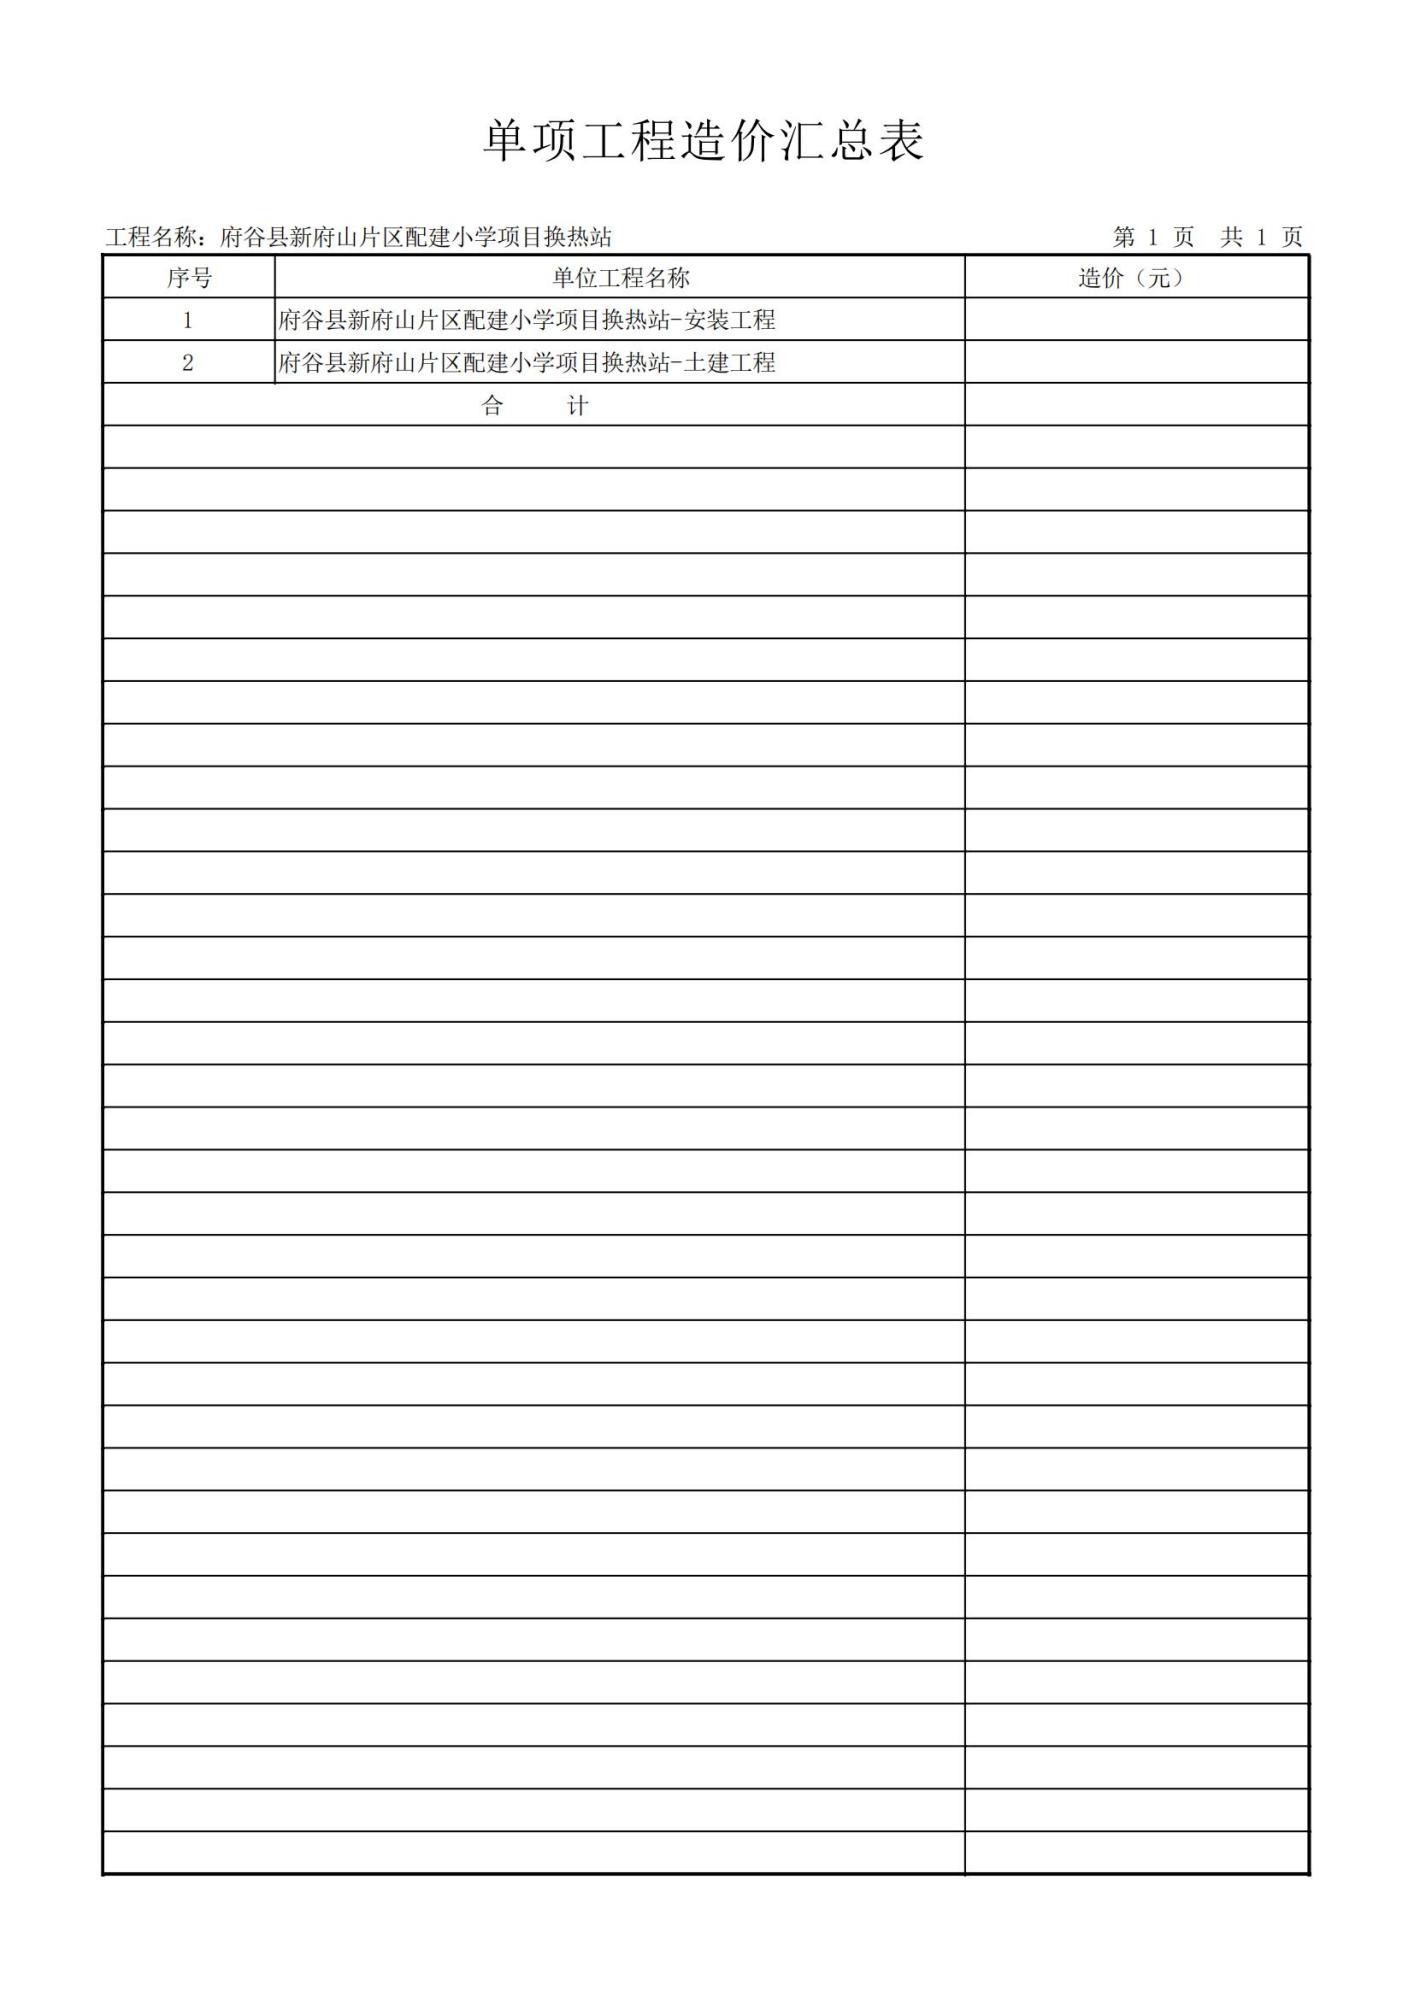 单项工程造价汇总表
工程名称：府谷县新府山片区配建小学项目换热站 第 1 页 共 1 页
序号 单位工程名称 造价（元）
1 府谷县新府山片区配建小学项目换热站-安装工程
2 府谷县新府山片区配建小学项目换热站-土建工程
合 计